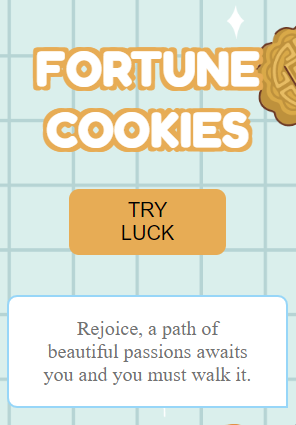 FORTUNE
COOKIES
TRY
LUCK
Rejoice, a path of
beautiful passions awaits
you and you must walk it.